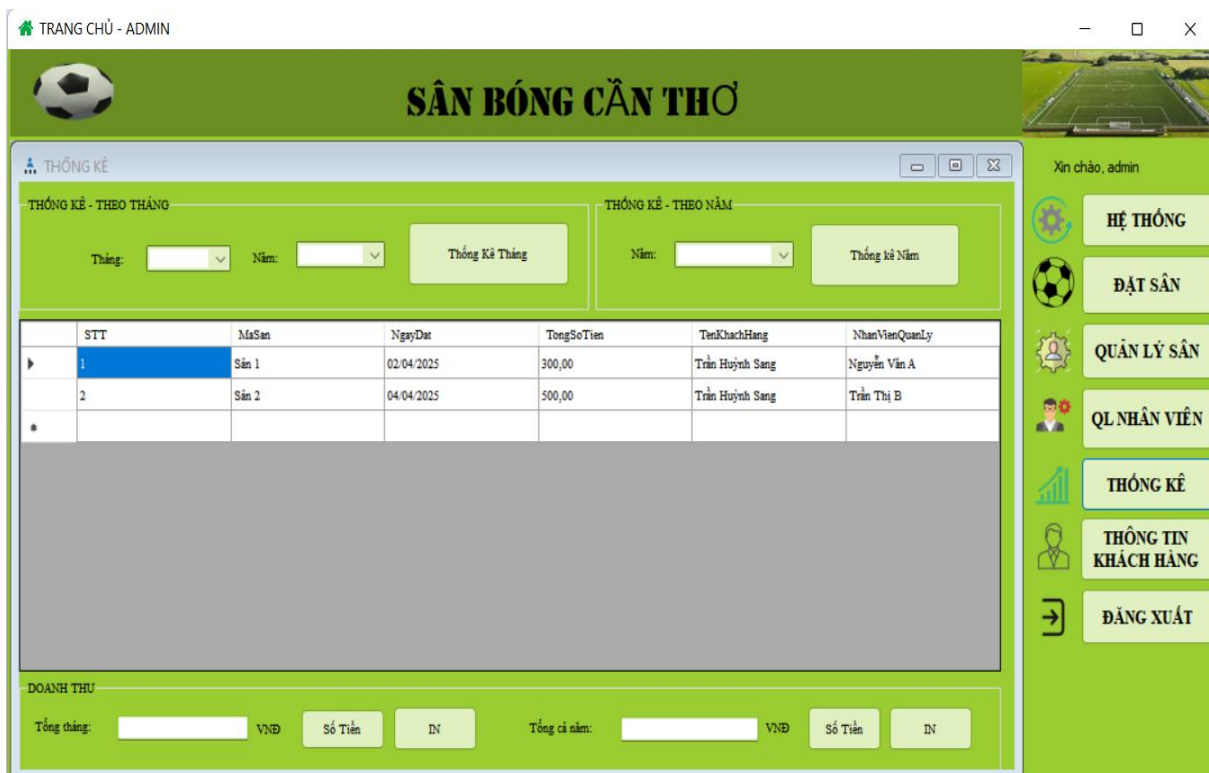 TRANG CHỦ - ADMIN
SÂN BÓNG CẦN THƠ
THỐNG KÊ
Xin chào, admin
THỐNG KÊ - THEO THÁNG
Tháng:
Năm:
Thống Kê Tháng
THỐNG KÊ - THEO NĂM
Năm:
Thống kê Năm
STT MaSan NgayDat TongSoTien TenKhachHang NhanVienQuanLy
1 Sân 1 02/04/2025 300,00 Trần Huỳnh Sang Nguyễn Văn A
2 Sân 2 04/04/2025 500,00 Trần Huỳnh Sang Trần Thị B
DOANH THU
Tổng tháng: VNĐ Số Tiền IN
Tổng cả năm: VNĐ Số Tiền IN
HỆ THỐNG
ĐẶT SÂN
QUẢN LÝ SÂN
QL NHÂN VIÊN
THỐNG KÊ
THÔNG TIN
KHÁCH HÀNG
ĐĂNG XUẤT